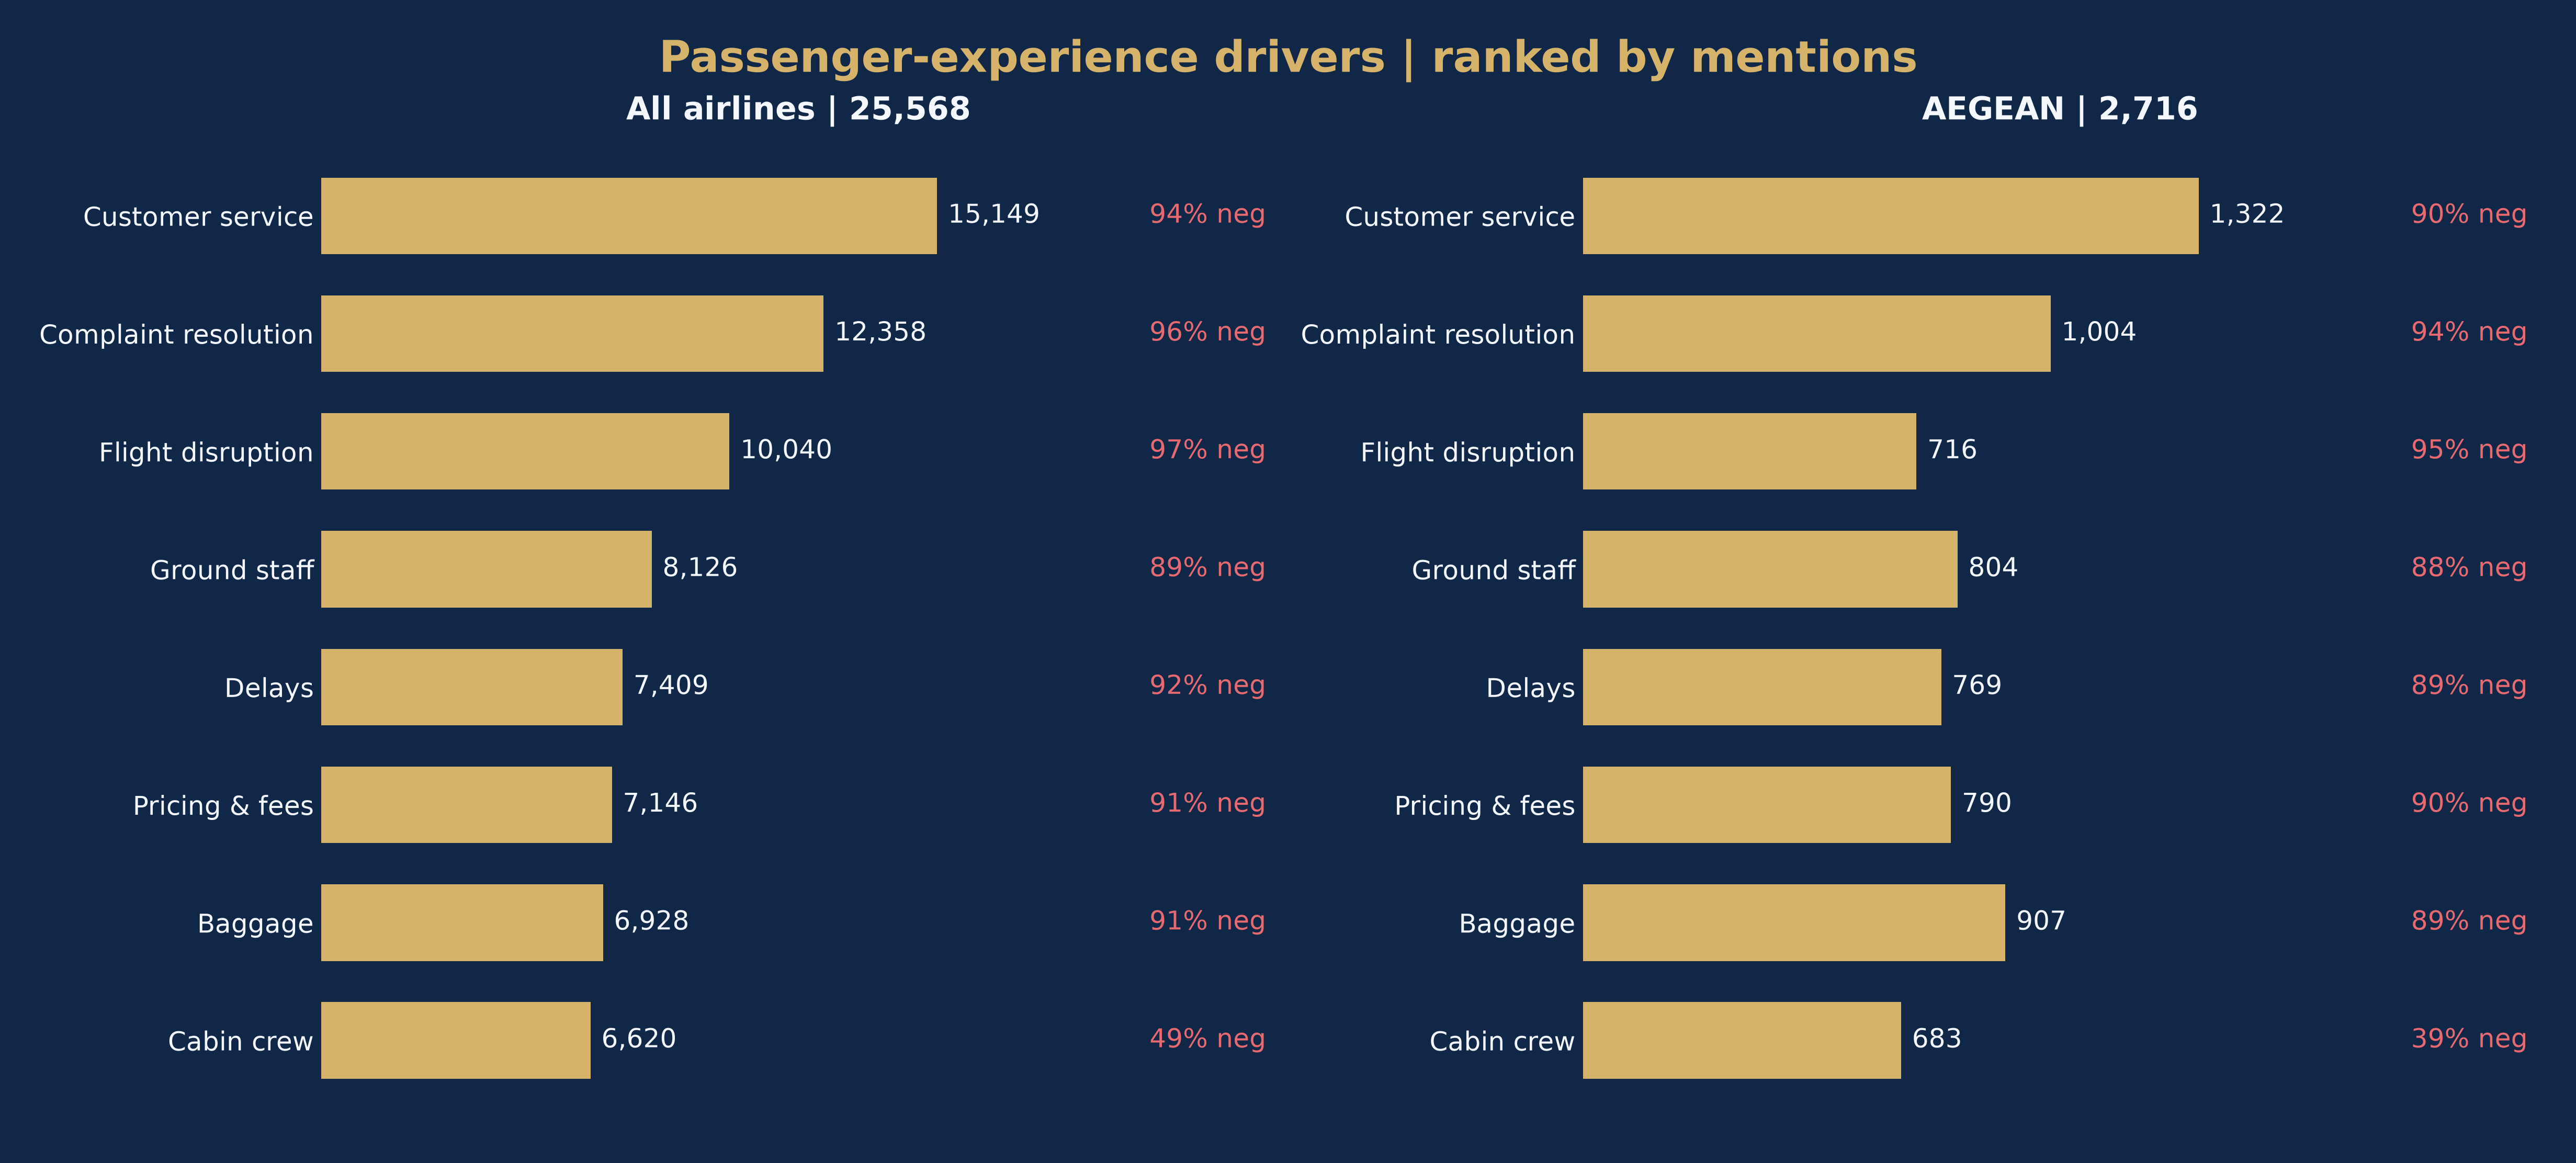 Passenger-experience drivers | ranked by mentions
All airlines | 25,568
Customer service 15,149 94% neg
Complaint resolution 12,358 96% neg
Flight disruption 10,040 97% neg
Ground staff 8,126 89% neg
Delays 7,409 92% neg
Pricing & fees 7,146 91% neg
Baggage 6,928 91% neg
Cabin crew 6,620 49% neg
AEGEAN | 2,716
Customer service 1,322 90% neg
Complaint resolution 1,004 94% neg
Flight disruption 716 95% neg
Ground staff 804 88% neg
Delays 769 89% neg
Pricing & fees 790 90% neg
Baggage 907 89% neg
Cabin crew 683 39% neg